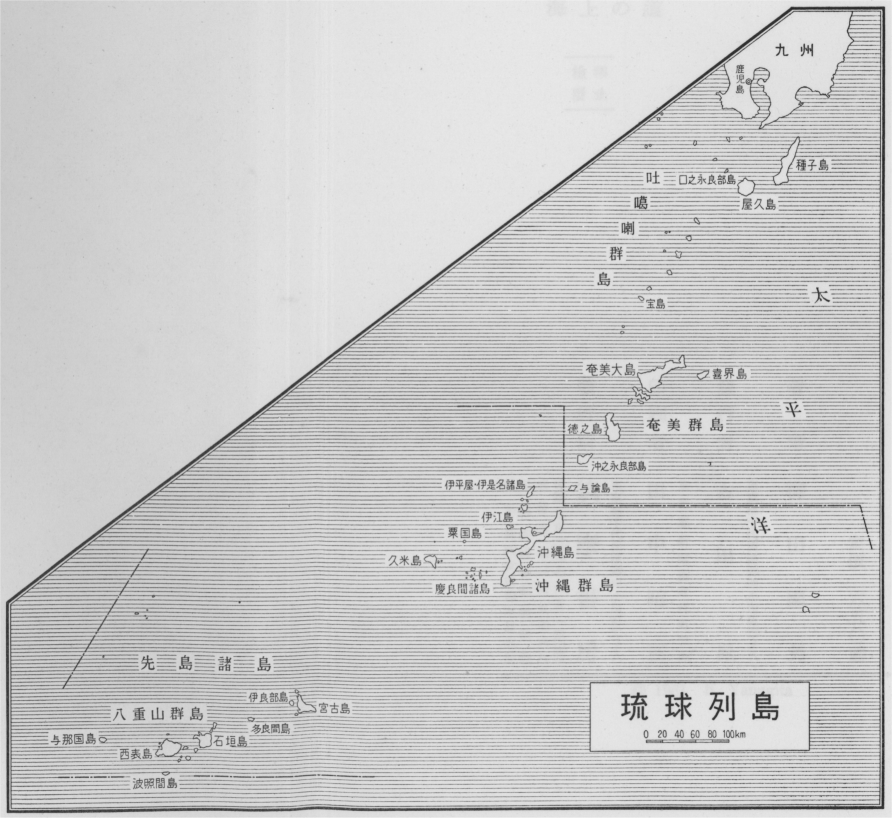 九州
鹿児島
種子島
口之永良部島
屋久島
吐噶喇群島
宝島
太平洋
奄美大島
喜界島
徳之島
奄美群島
沖之永良部島
与論島
伊平屋・伊是名諸島
伊江島
粟国島
沖縄島
久米島
慶良間諸島
沖縄群島
先島諸島
伊良部島
宮古島
八重山群島
多良間島
与那国島
石垣島
西表島
波照間島
琉球列島
0 20 40 60 80 100km